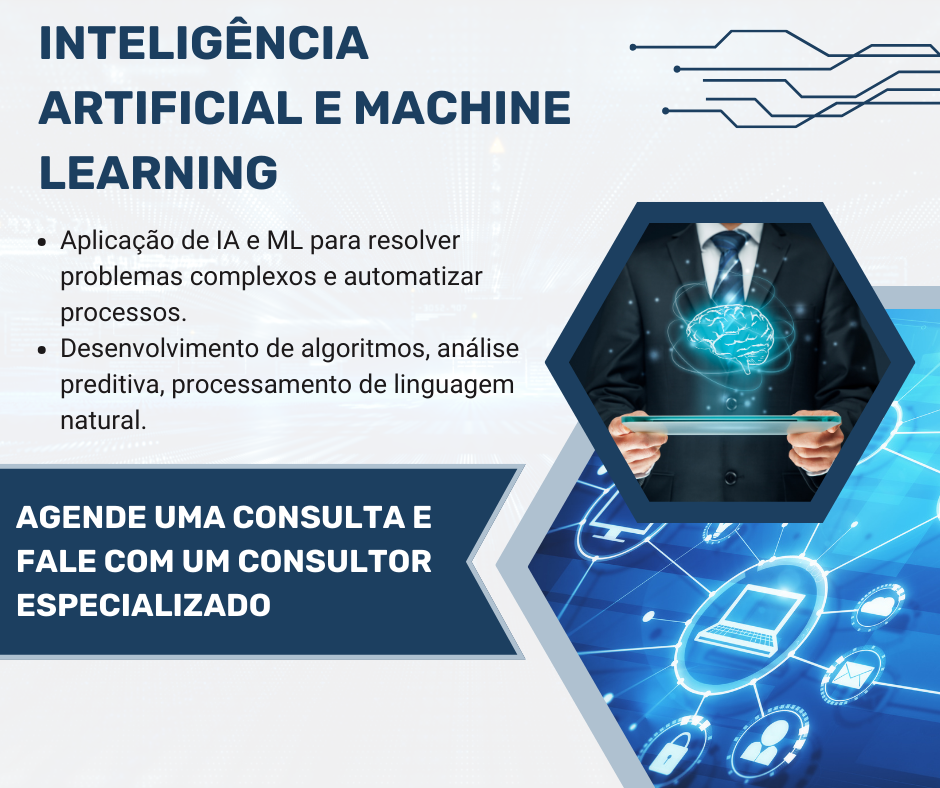 INTELIGÊNCIA
ARTIFICIAL E MACHINE
LEARNING
• Aplicação de IA e ML para resolver
problemas complexos e automatizar
processos.
• Desenvolvimento de algoritmos, análise
preditiva, processamento de linguagem
natural.
AGENDE UMA CONSULTA E
FALE COM UM CONSULTOR
ESPECIALIZADO